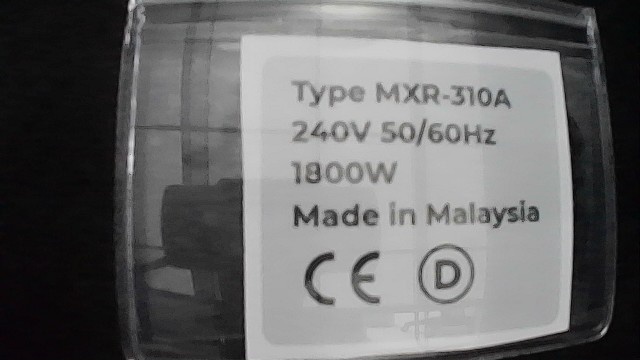 Type MXR-310A
240V 50/60Hz
1800W
Made in Malaysia
CE D